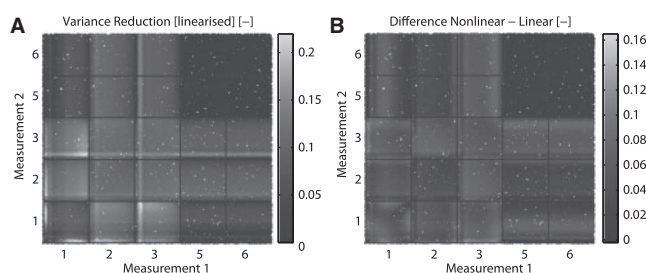 A
Variance Reduction [linearised] [–]
Measurement 2
6
5
3
2
1
1 2 3 5 6
Measurement 1
0.2
0.15
0.1
0.05
0
B
Difference Nonlinear – Linear [–]
Measurement 2
6
5
3
2
1
1 2 3 5 6
Measurement 1
0.16
0.14
0.12
0.1
0.08
0.06
0.04
0.02
0